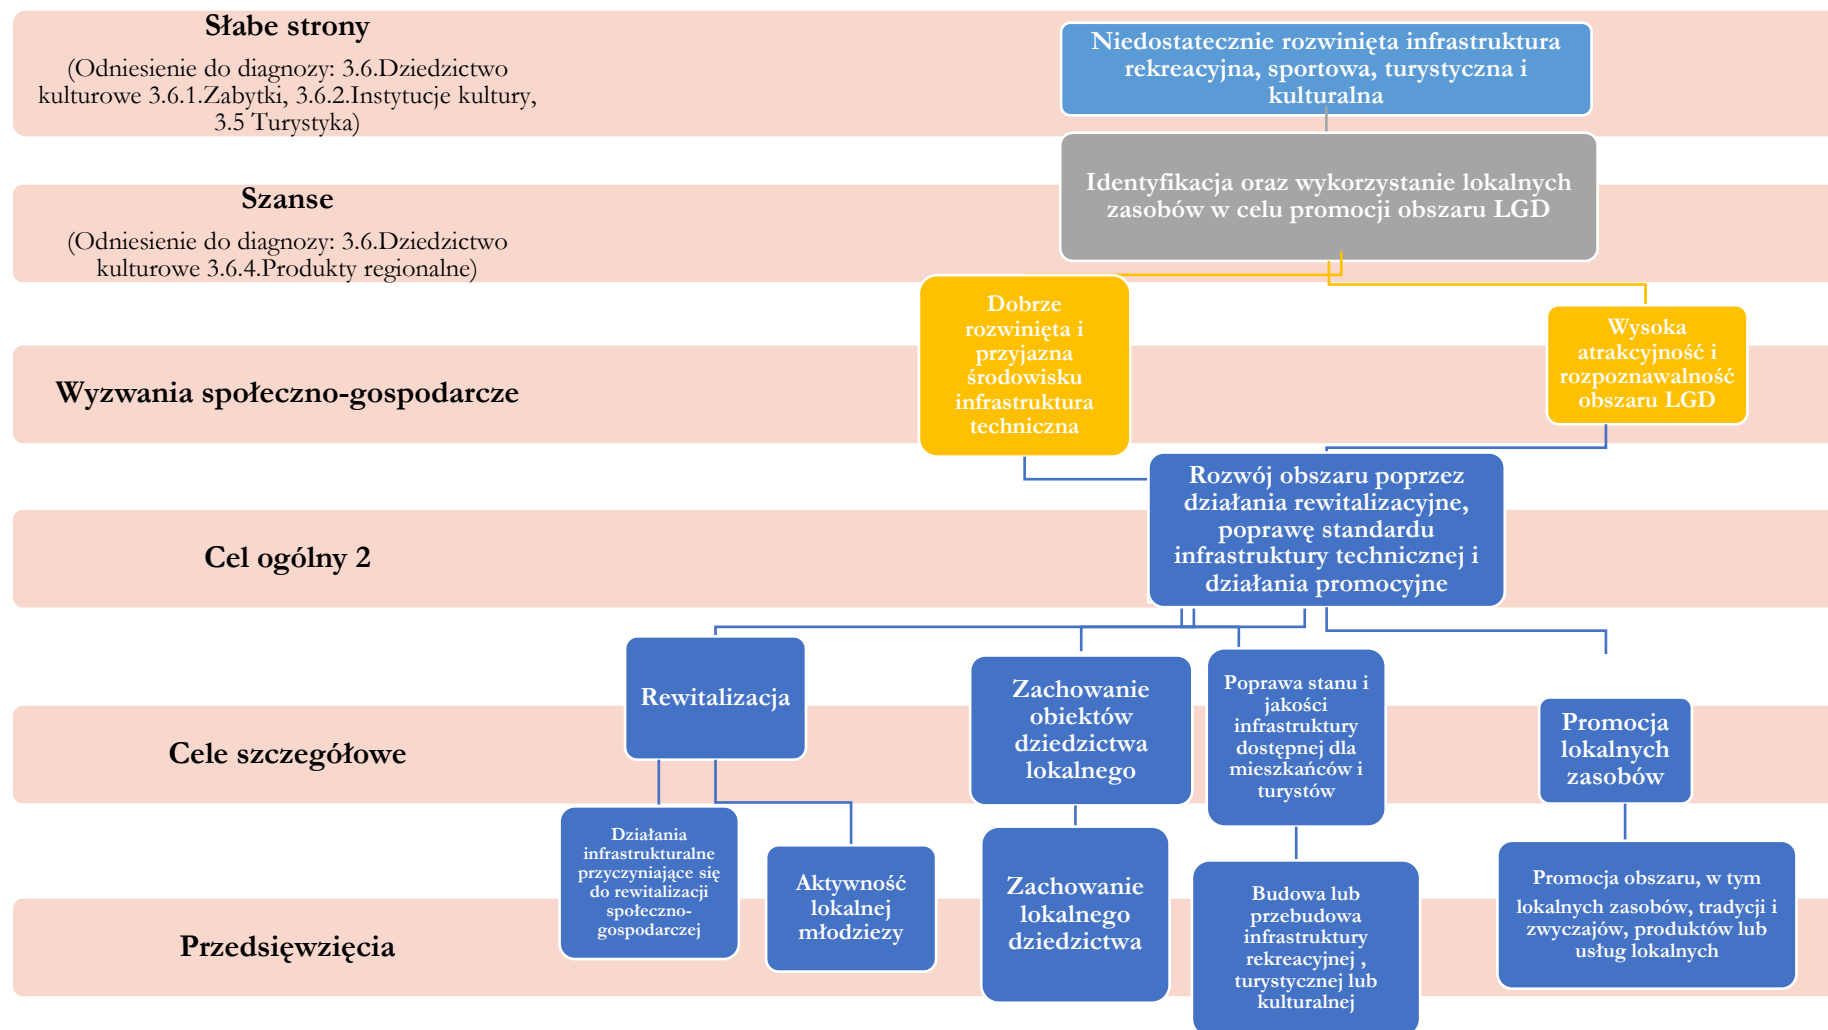 Słabe strony
(Odniesienie do diagnozy: 3.6.Dziedzictwo
kulturowe 3.6.1.Zabytki, 3.6.2.Instytucje kultury,
3.5 Turystyka)
Niedostatecznie rozwinięta infrastruktura
rekreacyjna, sportowa, turystyczna i
kulturalna
Szanse
(Odniesienie do diagnozy: 3.6.Dziedzictwo
kulturowe 3.6.4.Produkty regionalne)
Identyfikacja oraz wykorzystanie lokalnych
zasobów w celu promocji obszaru LGD
Wyzwania społeczno-gospodarcze
Dobrze
rozwinięta i
przyjazna
środowisku
infrastruktura
techniczna
Wysoka
atrakcyjność i
rozpoznawalność
obszaru LGD
Cel ogólny 2
Rozwój obszaru poprzez
działania rewitalizacyjne,
poprawę standardu
infrastruktury technicznej i
działania promocyjne
Cele szczegółowe
Rewitalizacja
Zachowanie
obiektów
dziedzictwa
lokalnego
Poprawa stanu i
jakości
infrastruktury
dostępnej dla
mieszkańców i
turystów
Promocja
lokalnych
zasobów
Przedsięwzięcia
Działania
infrastrukturalne
przyczyniające się
do rewitalizacji
społeczno-
gospodarczej
Aktywność
lokalnej
młodziezy
Zachowanie
lokalnego
dziedzictwa
Budowa lub
przebudowa
infrastruktury
rekreacyjnej ,
turystycznej lub
kulturalnej
Promocja obszaru, w tym
lokalnych zasobów, tradycji i
zwyczajów, produktów lub
usług lokalnych